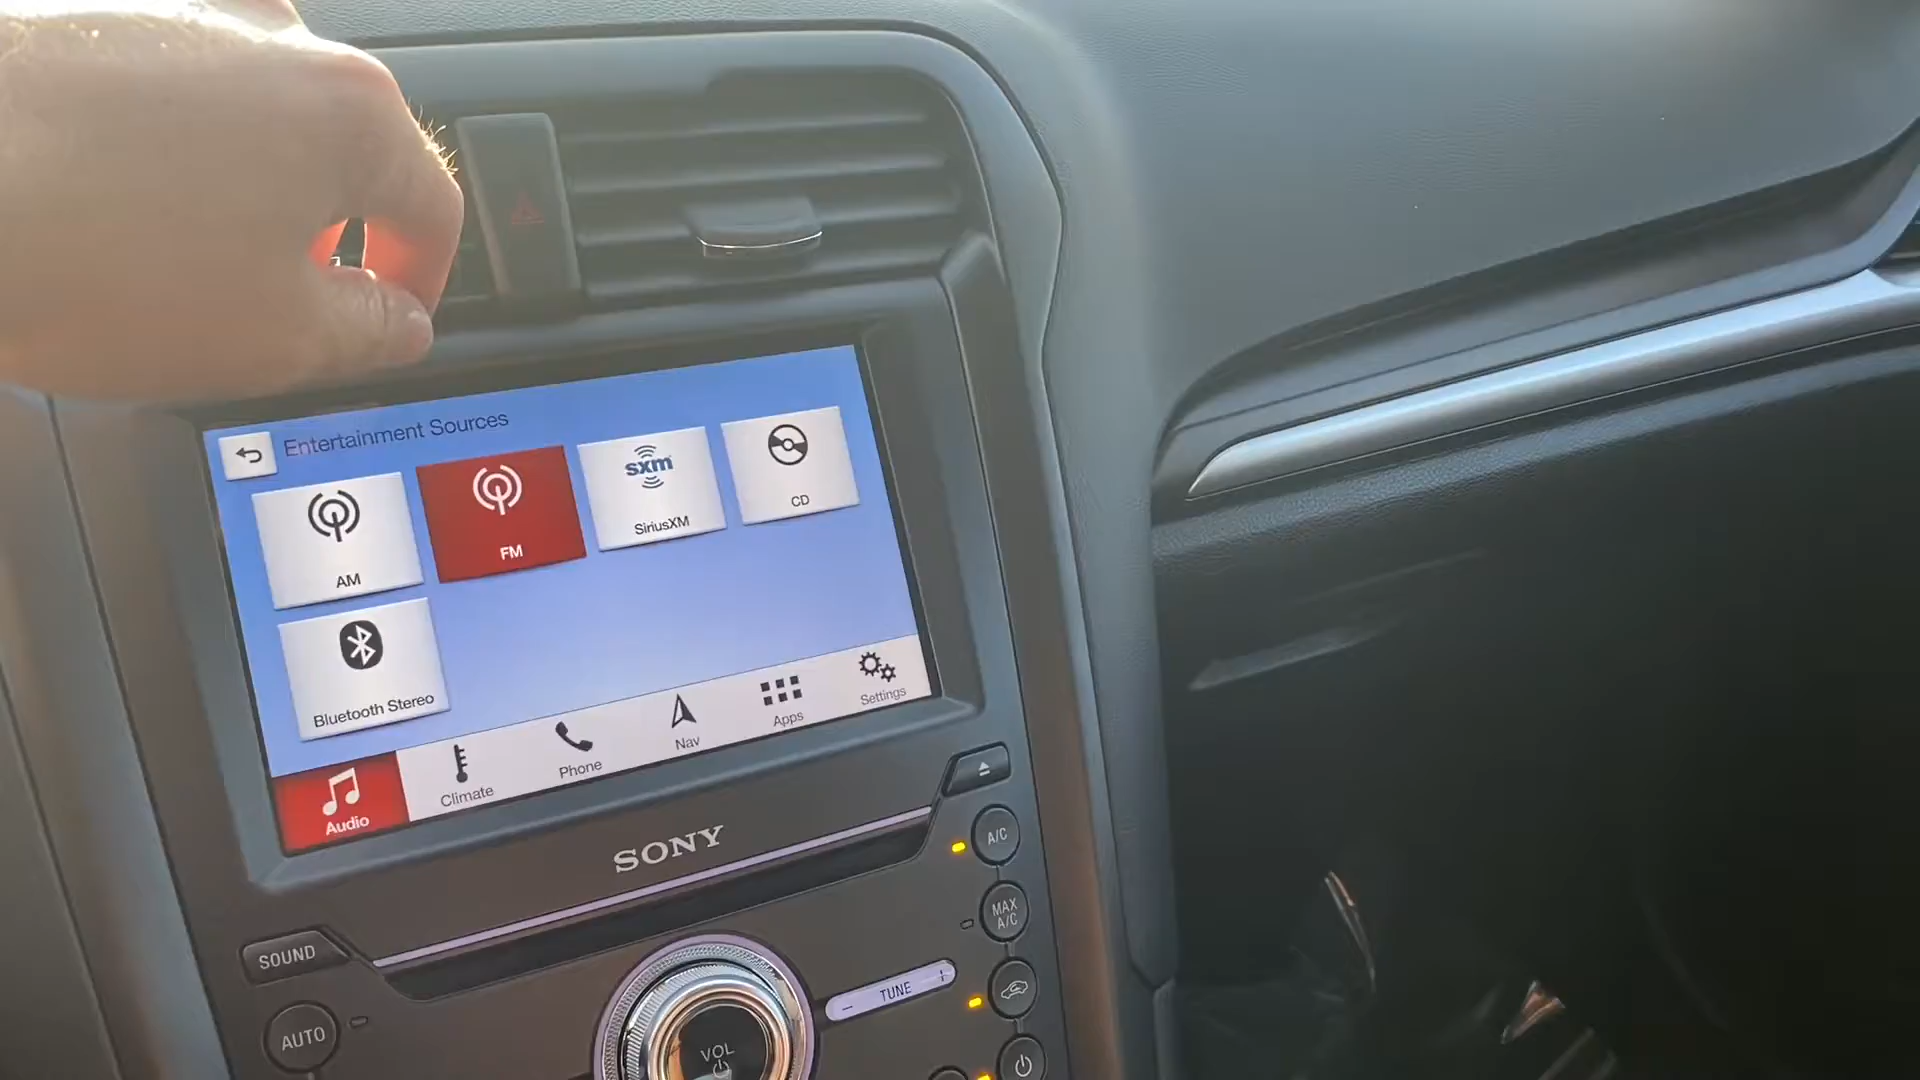 Entertainment Sources
AM
FM
sxm
SiriusXM
CD
Bluetooth Stereo
Audio
Climate
Phone
Nav
Apps
Settings
SONY
A/C
MAX
A/C
SOUND
- TUNE +
AUTO
VOL